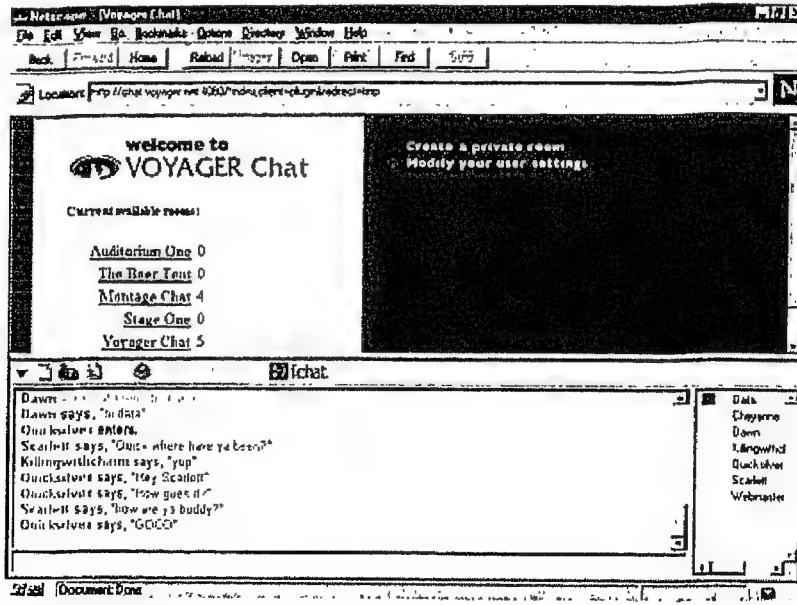 Netscape - [Voyager Chat]
File Edit View Go Bookmarks Options Directory Window Help
Back Forward Home Reload Images Open Print Find Stop
Location:
welcome to
VOYAGER Chat
Current available rooms:
Auditorium One 0
The Beer Tent 0
Montage Chat 4
Stage One 0
Voyager Chat 5
Create a private room
Modify your user settings
ichat
Dawn
Dawn says, "hi data"
Quicksilver enters.
Scarlett says, "Quick where have ya been?"
Killingwithcharm says, "yup"
Quicksilver says, "Hey Scarlett"
Quicksilver says, "How goes it?"
Scarlett says, "how are ya buddy?"
Quicksilver says, "GOCO"
Data
Cheyenne
Dawn
Quicksilver
Scarlett
Webmaster
Document: Done